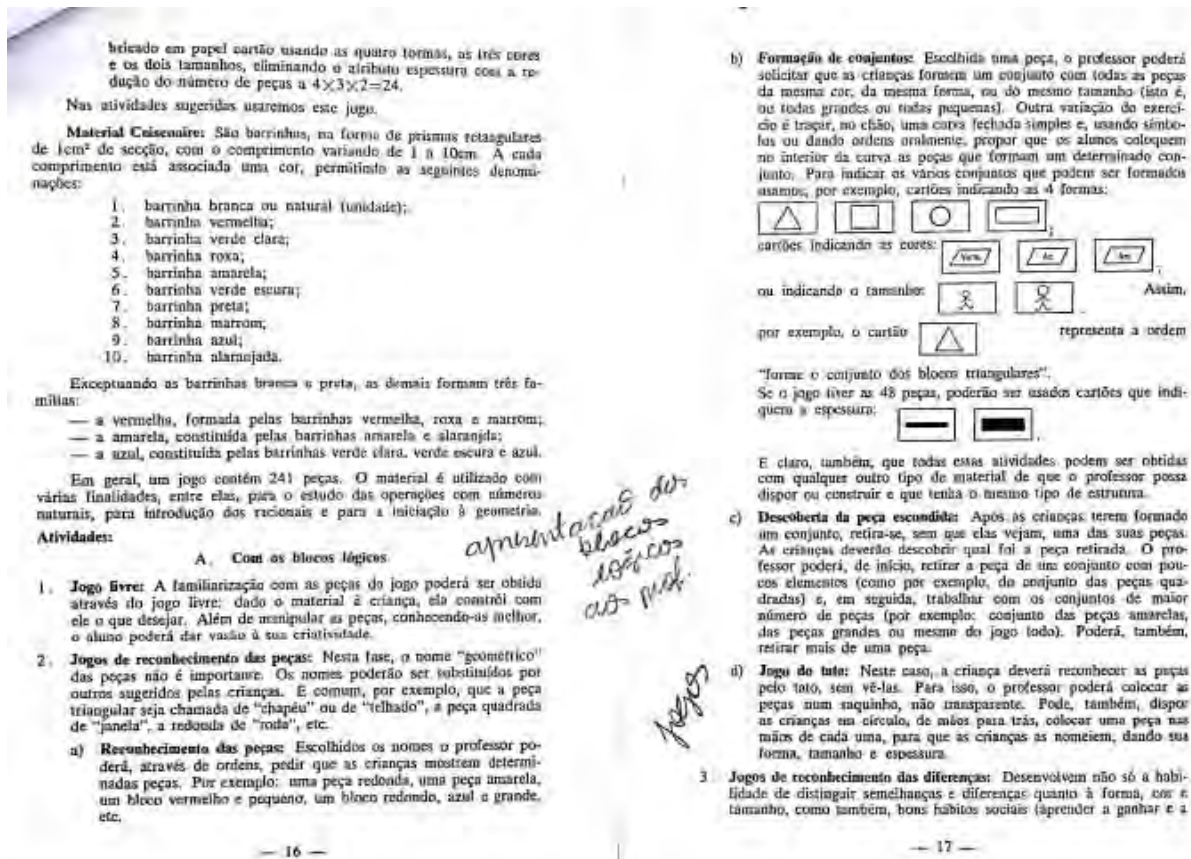 bricado em papel cartão usando as quatro formas, as três cores
e os dois tamanhos, eliminando o atributo espessura com a re-
dução do número de peças a 4×3×2=24.
Nas atividades sugeridas usaremos este jogo.
Material Cuisenaire: São barrinhas, na forma de prismas retangulares
de 1cm² de secção, com o comprimento variando de 1 a 10cm. A cada
comprimento está associada uma cor, permitindo as seguintes denomi-
nações:
1. barrinha branca ou natural (unidade);
2. barrinha vermelha;
3. barrinha verde clara;
4. barrinha roxa;
5. barrinha amarela;
6. barrinha verde escura;
7. barrinha preta;
8. barrinha marrom;
9. barrinha azul;
10. barrinha alaranjada.
Exceptuando as barrinhas branca e preta, as demais formam três fa-
mílias:
— a vermelha, formada pelas barrinhas vermelha, roxa e marrom;
— a amarela, constituída pelas barrinhas amarela e alaranjda;
— a azul, constituída pelas barrinhas verde clara, verde escura e azul.
Em geral, um jogo contém 241 peças. O material é utilizado com
várias finalidades, entre elas, para o estudo das operações com números
naturais, para introdução dos racionais e para a iniciação à geometria.
Atividades:
A. Com os blocos lógicos
1. Jogo livre: A familiarização com as peças do jogo poderá ser obtida
através do jogo livre: dado o material à criança, ela constrói com
ele o que desejar. Além de manipular as peças, conhecendo-as melhor,
o aluno poderá dar vasão à sua criatividade.
2. Jogos de reconhecimento das peças: Nesta fase, o nome "geométrico"
das peças não é importante. Os nomes poderão ser substituídos por
outros sugeridos pelas crianças. É comum, por exemplo, que a peça
triangular seja chamada de "chapéu" ou de "telhado", a peça quadrada
de "janela", a redonda de "roda", etc.
a) Reconhecimento das peças: Escolhidos os nomes o professor po-
derá, através de ordens, pedir que as crianças mostrem determi-
nadas peças. Por exemplo: uma peça redonda, uma peça amarela,
um bloco vermelho e pequeno, um bloco redondo, azul e grande,
etc.
— 16 —
apresentação dos
blocos
lógicos
ao prof.
jogos
b) Formação de conjuntos: Escolhida uma peça, o professor poderá
solicitar que as crianças formem um conjunto com todas as peças
da mesma cor, da mesma forma, ou do mesmo tamanho (isto é,
ou todas grandes ou todas pequenas). Outra variação do exercí-
cio é traçar, no chão, uma curva fechada simples e, usando símbo-
los ou dando ordens oralmente, propor que os alunos coloquem
no interior da curva as peças que formam um determinado con-
junto. Para indicar os vários conjuntos que podem ser formados
usamos, por exemplo, cartões indicando as 4 formas:
;
cartões indicando as cores:
ou indicando o tamanho: Assim,
por exemplo, o cartão representa a ordem
"formar o conjunto dos blocos triangulares".
Se o jogo tiver as 48 peças, poderão ser usados cartões que indi-
quem a espessura:
É claro, também, que todas estas atividades podem ser obtidas
com qualquer outro tipo de material de que o professor possa
dispor ou construir e que tenha o mesmo tipo de estrutura.
c) Descoberta da peça escondida: Após as crianças terem formado
um conjunto, retira-se, sem que elas vejam, uma das suas peças.
As crianças deverão descobrir qual foi a peça retirada. O pro-
fessor poderá, de início, retirar a peça de um conjunto com pou-
cos elementos (como por exemplo, do conjunto das peças qua-
dradas) e, em seguida, trabalhar com os conjuntos de maior
número de peças (por exemplo: conjunto das peças amarelas,
das peças grandes ou mesmo do jogo todo). Poderá, também,
retirar mais de uma peça.
d) Jogo do tato: Neste caso, a criança deverá reconhecer as peças
pelo tato, sem vê-las. Para isso, o professor poderá colocar as
peças num saquinho, não transparente. Pode, também, dispor
as crianças em círculo, de mãos para trás, colocar uma peça nas
mãos de cada uma, para que as crianças as nomeiem, dando sua
forma, tamanho e espessura.
3. Jogos de reconhecimento das diferenças: Desenvolvem não só a habi-
lidade de distinguir semelhanças e diferenças quanto à forma, cor e
tamanho, como também, bons hábitos sociais (aprender a ganhar e a
— 17 —